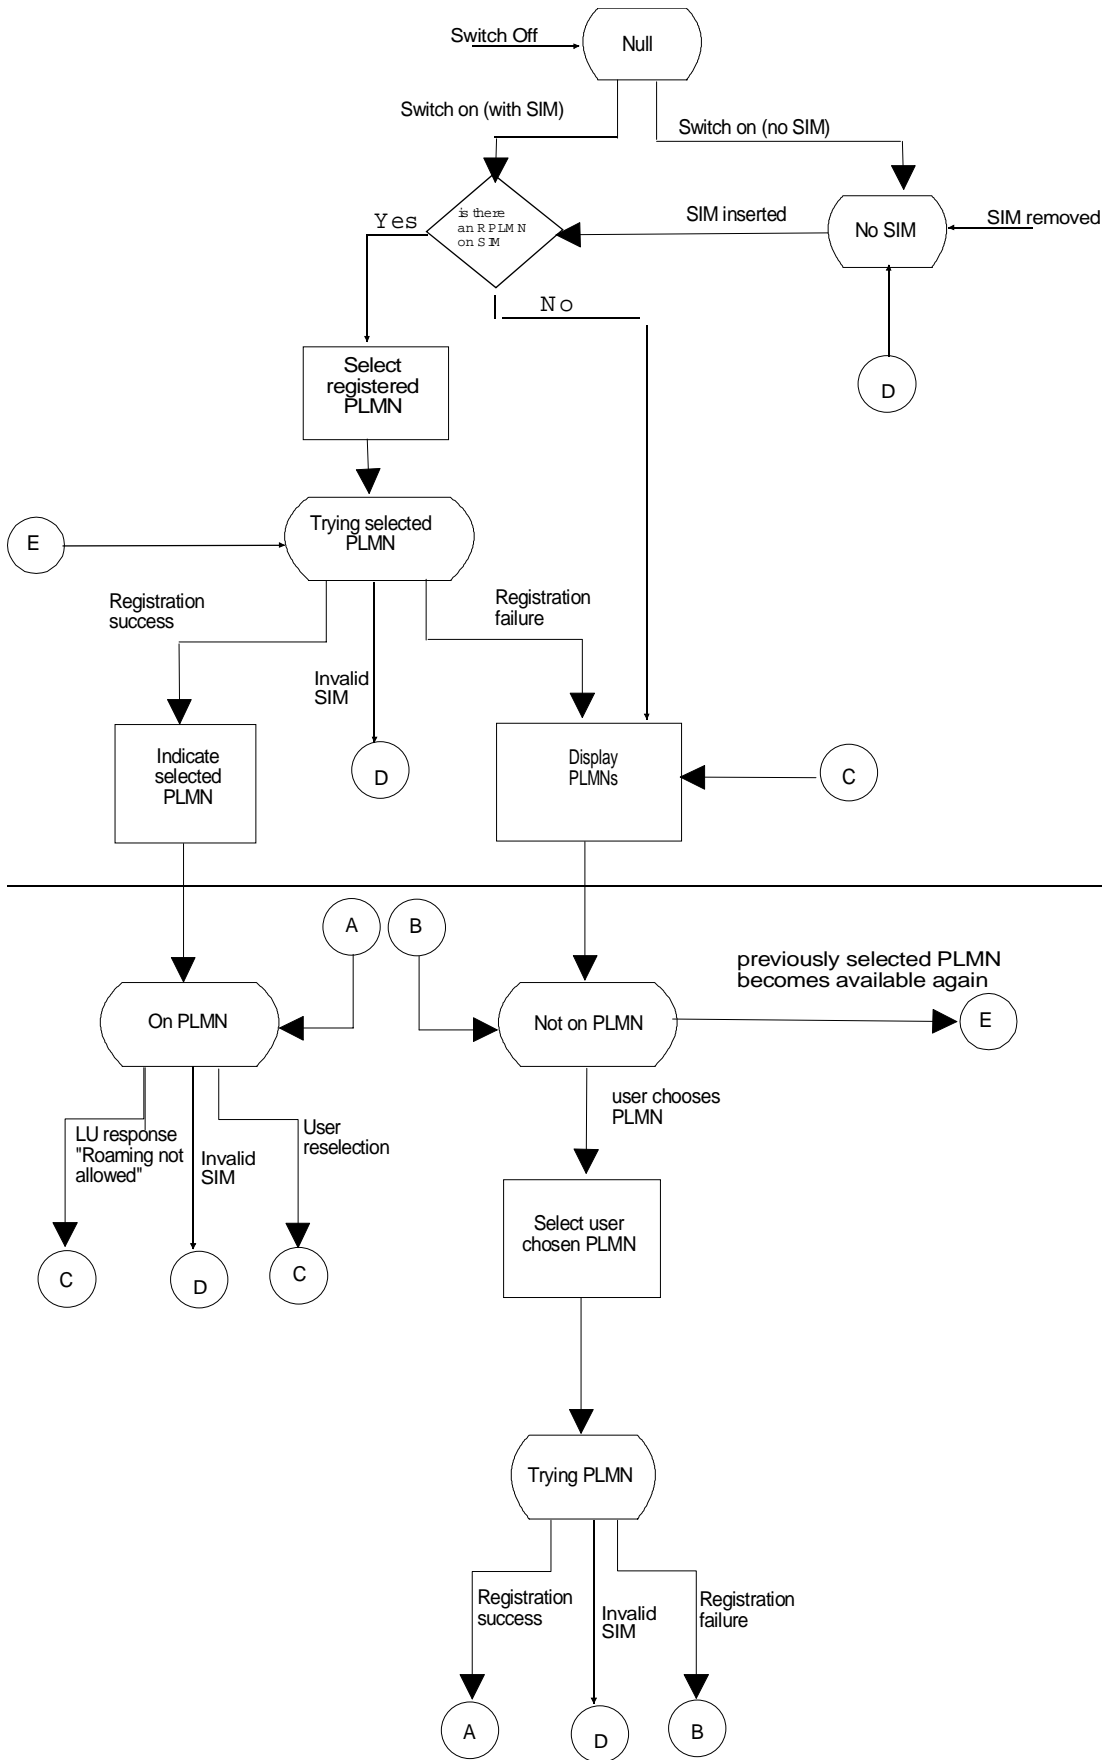 Switch Off
Null
Switch on (with SIM)
Switch on (no SIM)
Yes
is there
an RPLMN
on SIM
SIM inserted
No SIM
SIM removed
No
Select
registered
PLMN
D
Trying selected
PLMN
E
Registration
success
Registration
failure
Invalid
SIM
Indicate
selected
PLMN
D
Display
PLMNs
C
A
B
previously selected PLMN
becomes available again
On PLMN
Not on PLMN
E
user chooses
PLMN
LU response
"Roaming not
allowed"
Invalid
SIM
User
reselection
Select user
chosen PLMN
C
D
C
Trying PLMN
Registration
success
Invalid
SIM
Registration
failure
A
D
B